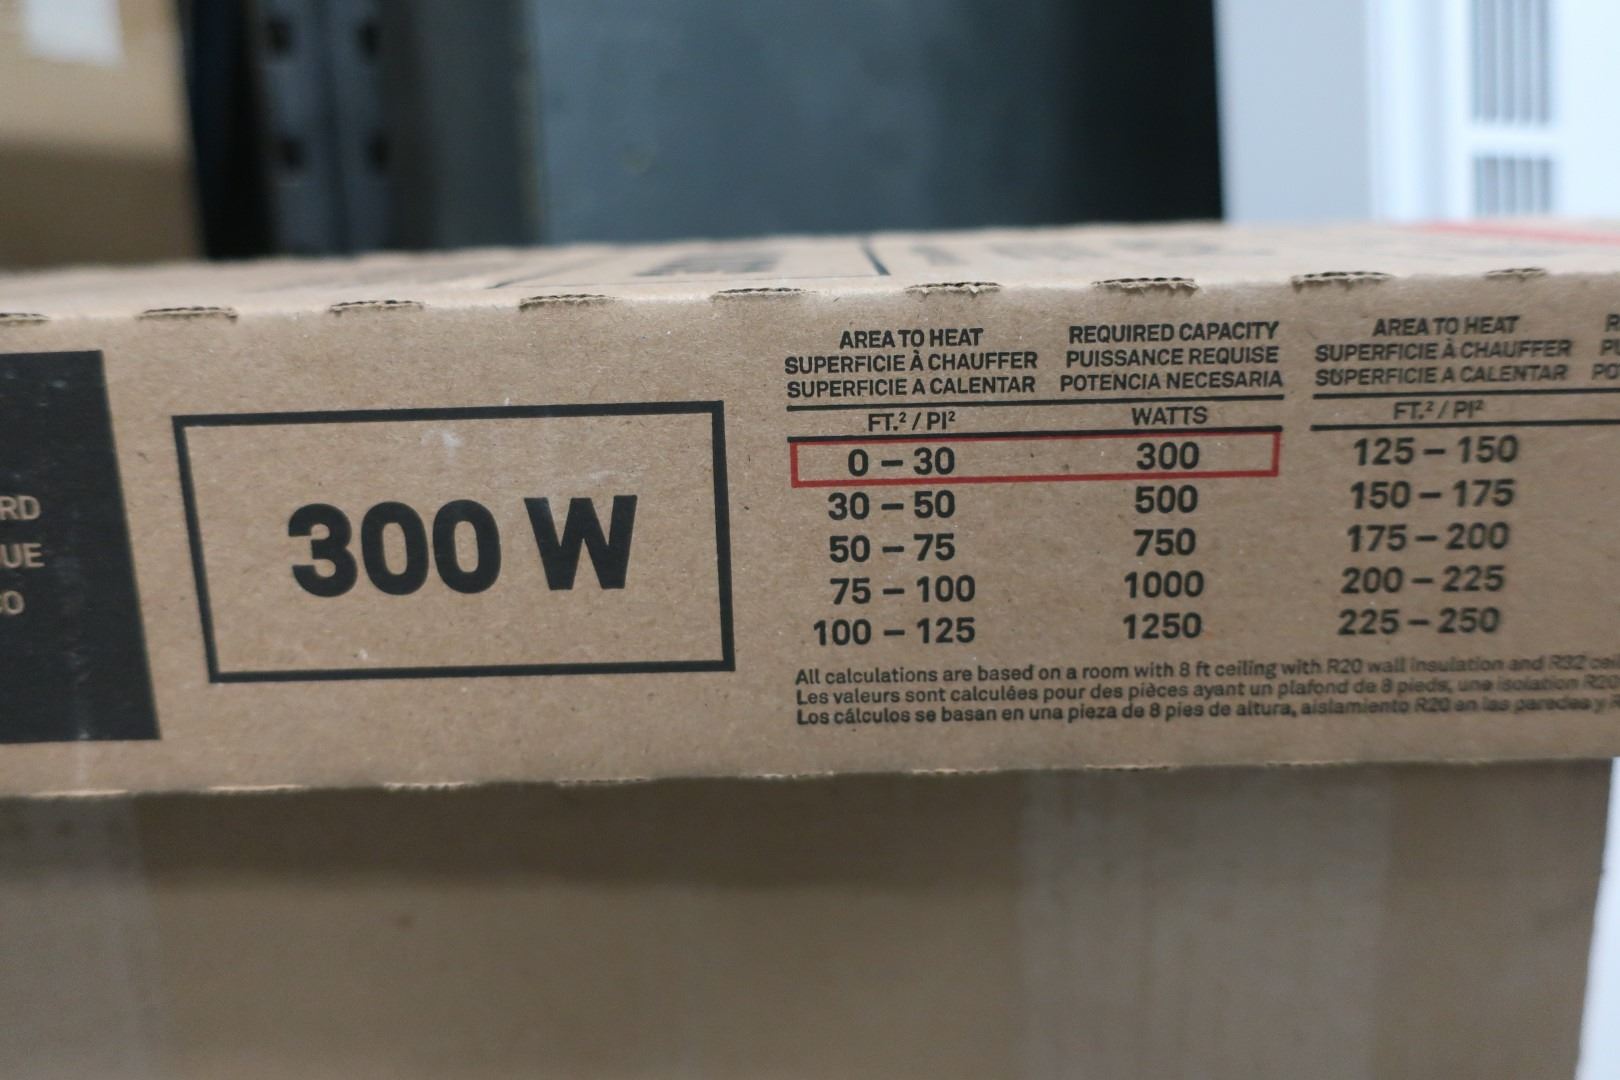 RD
UE
CO
300 W
AREA TO HEAT
SUPERFICIE À CHAUFFER
SUPERFICIE A CALENTAR
REQUIRED CAPACITY
PUISSANCE REQUISE
POTENCIA NECESARIA
FT.² / PI²
WATTS
0 – 30 300
30 – 50 500
50 – 75 750
75 – 100 1000
100 – 125 1250
AREA TO HEAT
SUPERFICIE À CHAUFFER
SUPERFICIE A CALENTAR
FT.² / PI²
125 – 150
150 – 175
175 – 200
200 – 225
225 – 250
R
PU
PO
All calculations are based on a room with 8 ft ceiling with R20 wall insulation and R32
Les valeurs sont calculées pour des pièces ayant un plafond de 8 pieds, une isolation R20
Los cálculos se basan en una pieza de 8 pies de altura, aislamiento R20 en las paredes y